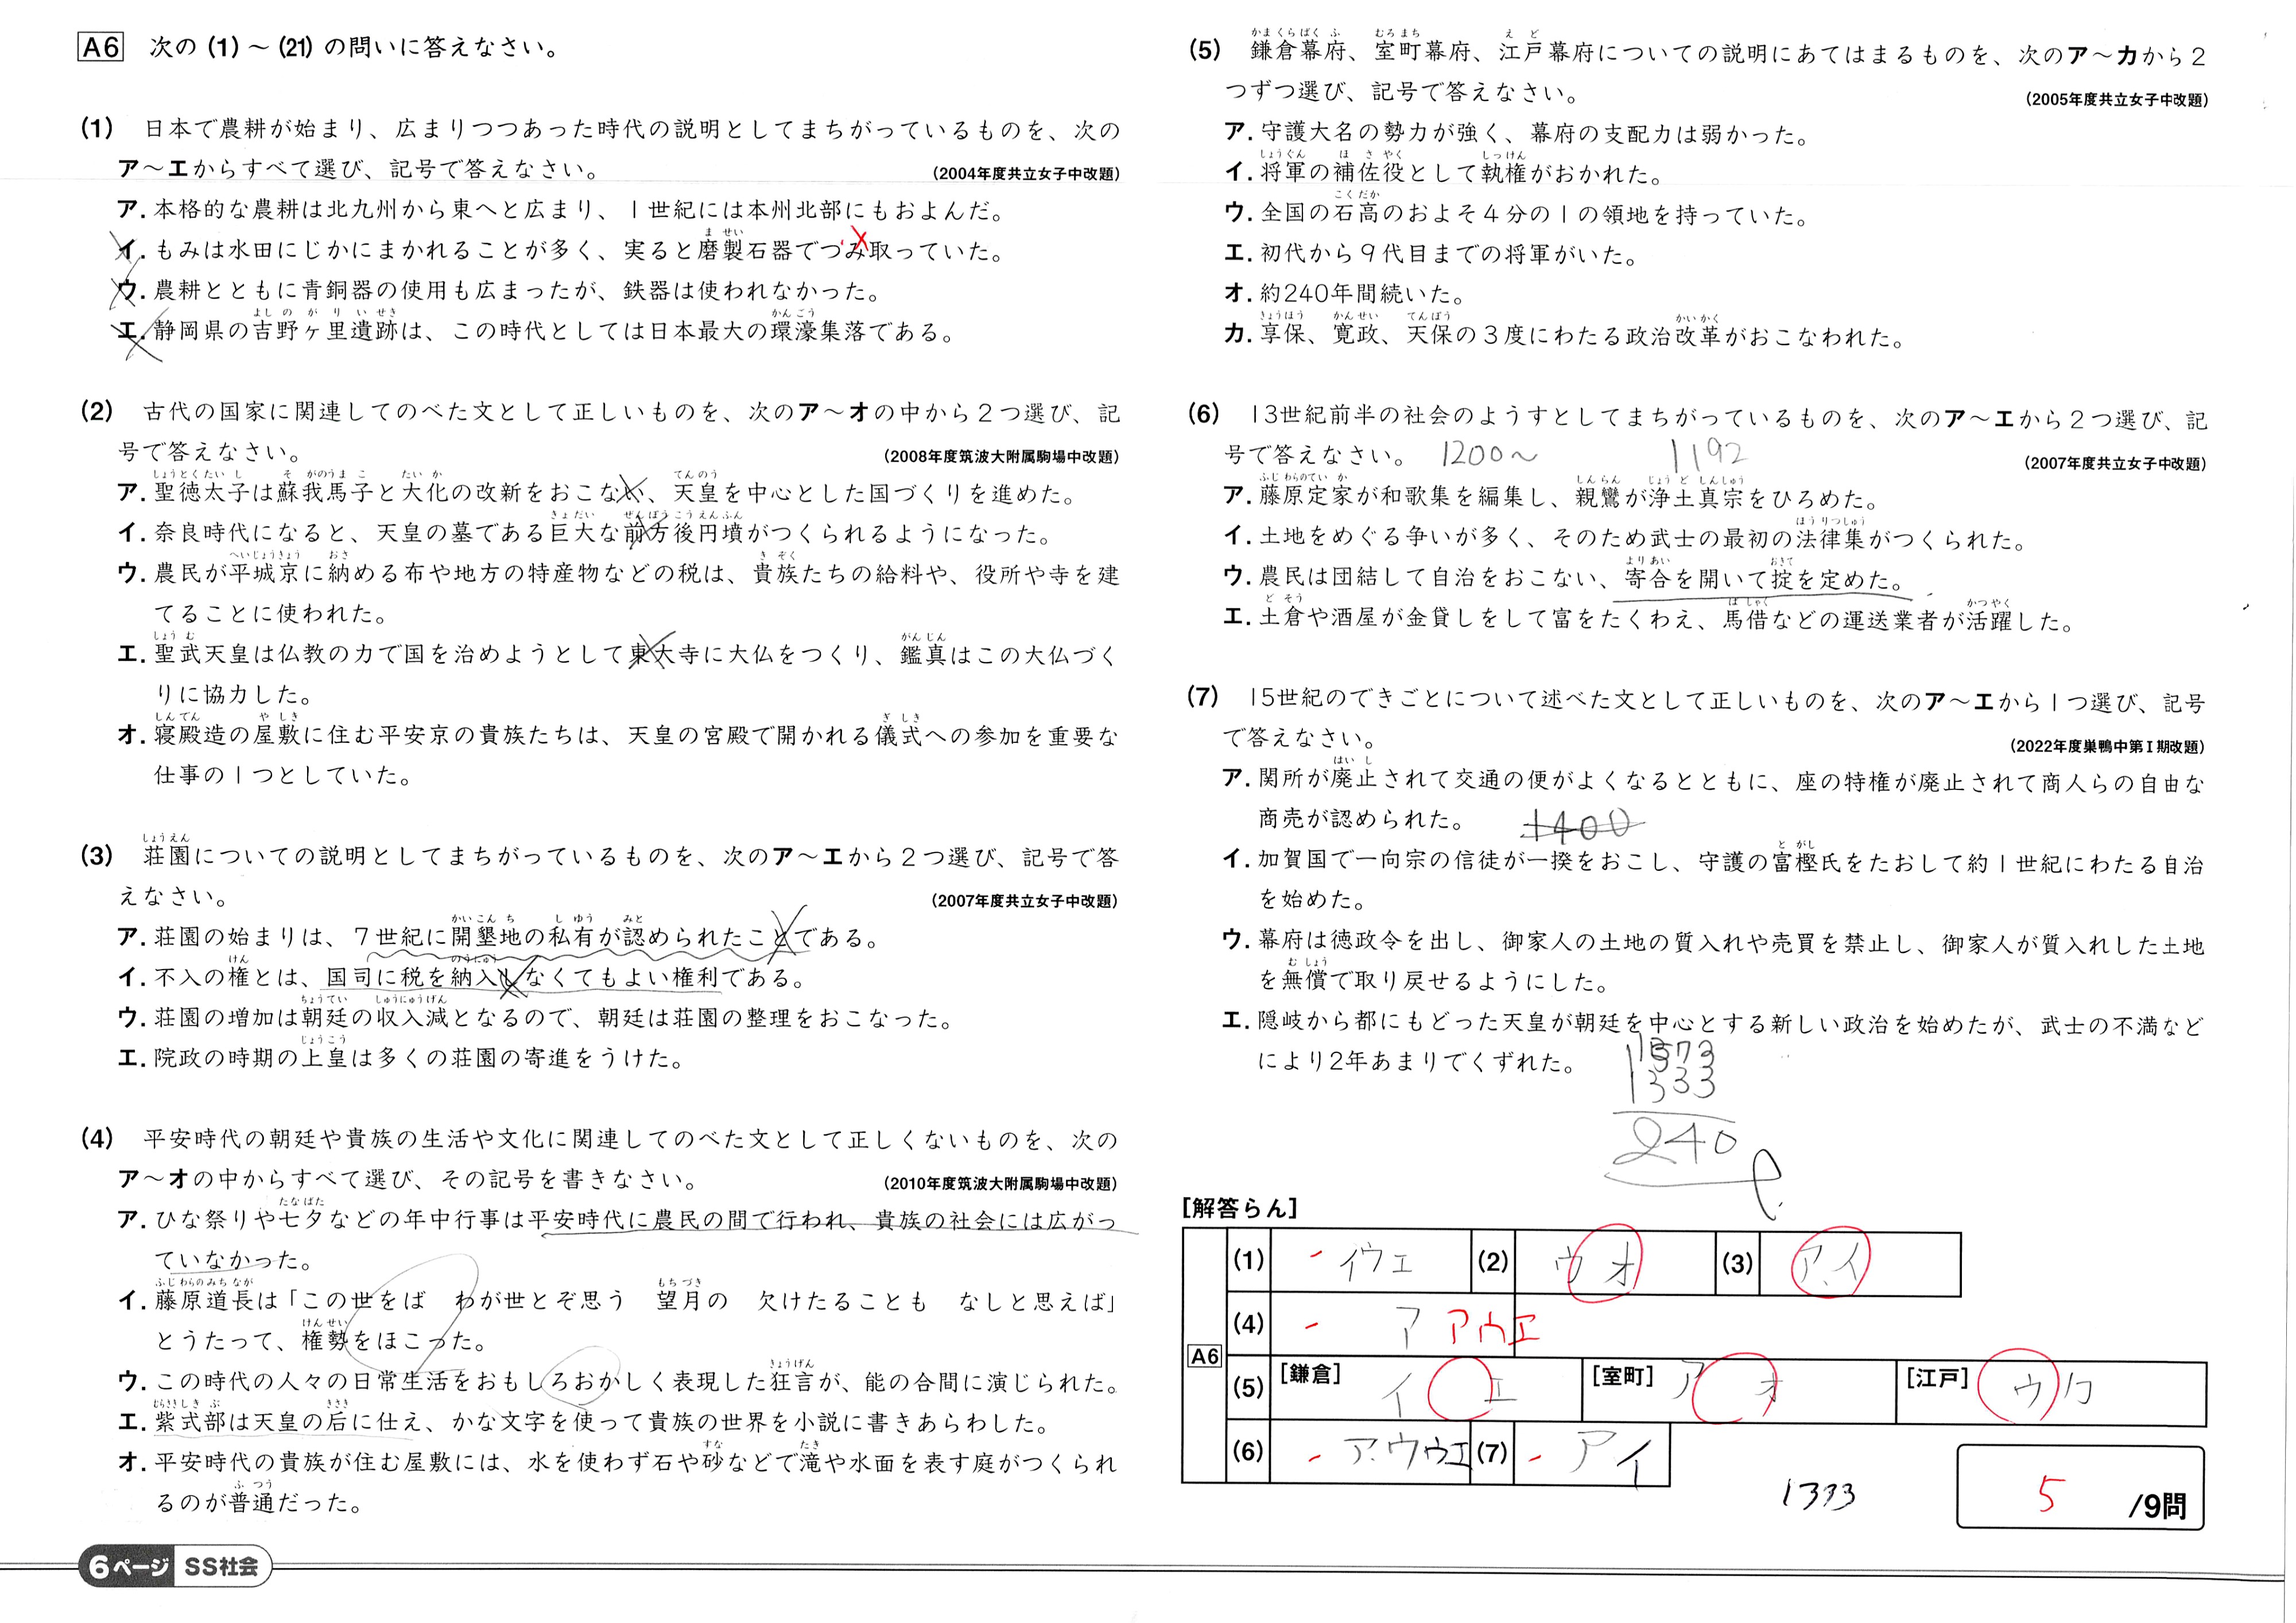 A6 次の (1) ～ (21) の問いに答えなさい。
(1) 日本で農耕が始まり、広まりつつあった時代の説明としてまちがっているものを、次の
ア～エからすべて選び、記号で答えなさい。 (2004年度共立女子中改題)
ア. 本格的な農耕は北九州から東へと広まり、1世紀には本州北部にもおよんだ。
イ. もみは水田にじかにまかれることが多く、実ると磨製石器でつみ取っていた。
ウ. 農耕とともに青銅器の使用も広まったが、鉄器は使われなかった。
エ. 静岡県の吉野ヶ里遺跡は、この時代としては日本最大の環濠集落である。
(2) 古代の国家に関連してのべた文として正しいものを、次のア～オの中から2つ選び、記
号で答えなさい。 (2008年度筑波大附属駒場中改題)
ア. 聖徳太子は蘇我馬子と大化の改新をおこない、天皇を中心とした国づくりを進めた。
イ. 奈良時代になると、天皇の墓である巨大な前方後円墳がつくられるようになった。
ウ. 農民が平城京に納める布や地方の特産物などの税は、貴族たちの給料や、役所や寺を建
てることに使われた。
エ. 聖武天皇は仏教の力で国を治めようとして東大寺に大仏をつくり、鑑真はこの大仏づく
りに協力した。
オ. 寝殿造の屋敷に住む平安京の貴族たちは、天皇の宮殿で開かれる儀式への参加を重要な
仕事の1つとしていた。
(3) 荘園についての説明としてまちがっているものを、次のア～エから2つ選び、記号で答
えなさい。 (2007年度共立女子中改題)
ア. 荘園の始まりは、7世紀に開墾地の私有が認められたことである。
イ. 不入の権とは、国司に税を納入しなくてもよい権利である。
ウ. 荘園の増加は朝廷の収入減となるので、朝廷は荘園の整理をおこなった。
エ. 院政の時期の上皇は多くの荘園の寄進をうけた。
(4) 平安時代の朝廷や貴族の生活や文化に関連してのべた文として正しくないものを、次の
ア～オの中からすべて選び、その記号を書きなさい。 (2010年度筑波大附属駒場中改題)
ア. ひな祭りや七夕などの年中行事は平安時代に農民の間で行われ、貴族の社会には広がっ
ていなかった。
イ. 藤原道長は「この世をば わが世とぞ思う 望月の 欠けたることも なしと思えば」
とうたって、権勢をほこった。
ウ. この時代の人々の日常生活をおもしろおかしく表現した狂言が、能の合間に演じられた。
エ. 紫式部は天皇の后に仕え、かな文字を使って貴族の世界を小説に書きあらわした。
オ. 平安時代の貴族が住む屋敷には、水を使わず石や砂などで滝や水面を表す庭がつくられ
るのが普通だった。
6ページ SS社会
(5) 鎌倉幕府、室町幕府、江戸幕府についての説明にあてはまるものを、次のア～カから2
つずつ選び、記号で答えなさい。 (2005年度共立女子中改題)
ア. 守護大名の勢力が強く、幕府の支配力は弱かった。
イ. 将軍の補佐役として執権がおかれた。
ウ. 全国の石高のおよそ4分の1の領地を持っていた。
エ. 初代から9代目までの将軍がいた。
オ. 約240年間続いた。
カ. 享保、寛政、天保の3度にわたる政治改革がおこなわれた。
(6) 13世紀前半の社会のようすとしてまちがっているものを、次のア～エから2つ選び、記
号で答えなさい。 1200～ 1192 (2007年度共立女子中改題)
ア. 藤原定家が和歌集を編集し、親鸞が浄土真宗をひろめた。
イ. 土地をめぐる争いが多く、そのため武士の最初の法律集がつくられた。
ウ. 農民は団結して自治をおこない、寄合を開いて掟を定めた。
エ. 土倉や酒屋が金貸しをして富をたくわえ、馬借などの運送業者が活躍した。
(7) 15世紀のできごとについて述べた文として正しいものを、次のア～エから1つ選び、記号
で答えなさい。 (2022年度巣鴨中第Ⅰ期改題)
ア. 関所が廃止されて交通の便がよくなるとともに、座の特権が廃止されて商人らの自由な
商売が認められた。 1400
イ. 加賀国で一向宗の信徒が一揆をおこし、守護の富樫氏をたおして約1世紀にわたる自治
を始めた。
ウ. 幕府は徳政令を出し、御家人の土地の質入れや売買を禁止し、御家人が質入れした土地
を無償で取り戻せるようにした。
エ. 隠岐から都にもどった天皇が朝廷を中心とする新しい政治を始めたが、武士の不満など
により2年あまりでくずれた。 1573
1333
240
[解答らん]
A6
(1) イウエ (2) ウ オ (3) ア.イ
(4) ア アウエ
(5) [鎌倉] イ エ [室町] ア オ [江戸] ウ カ
(6) ア.ウ ウエ (7) ア イ
1333
5 /9問